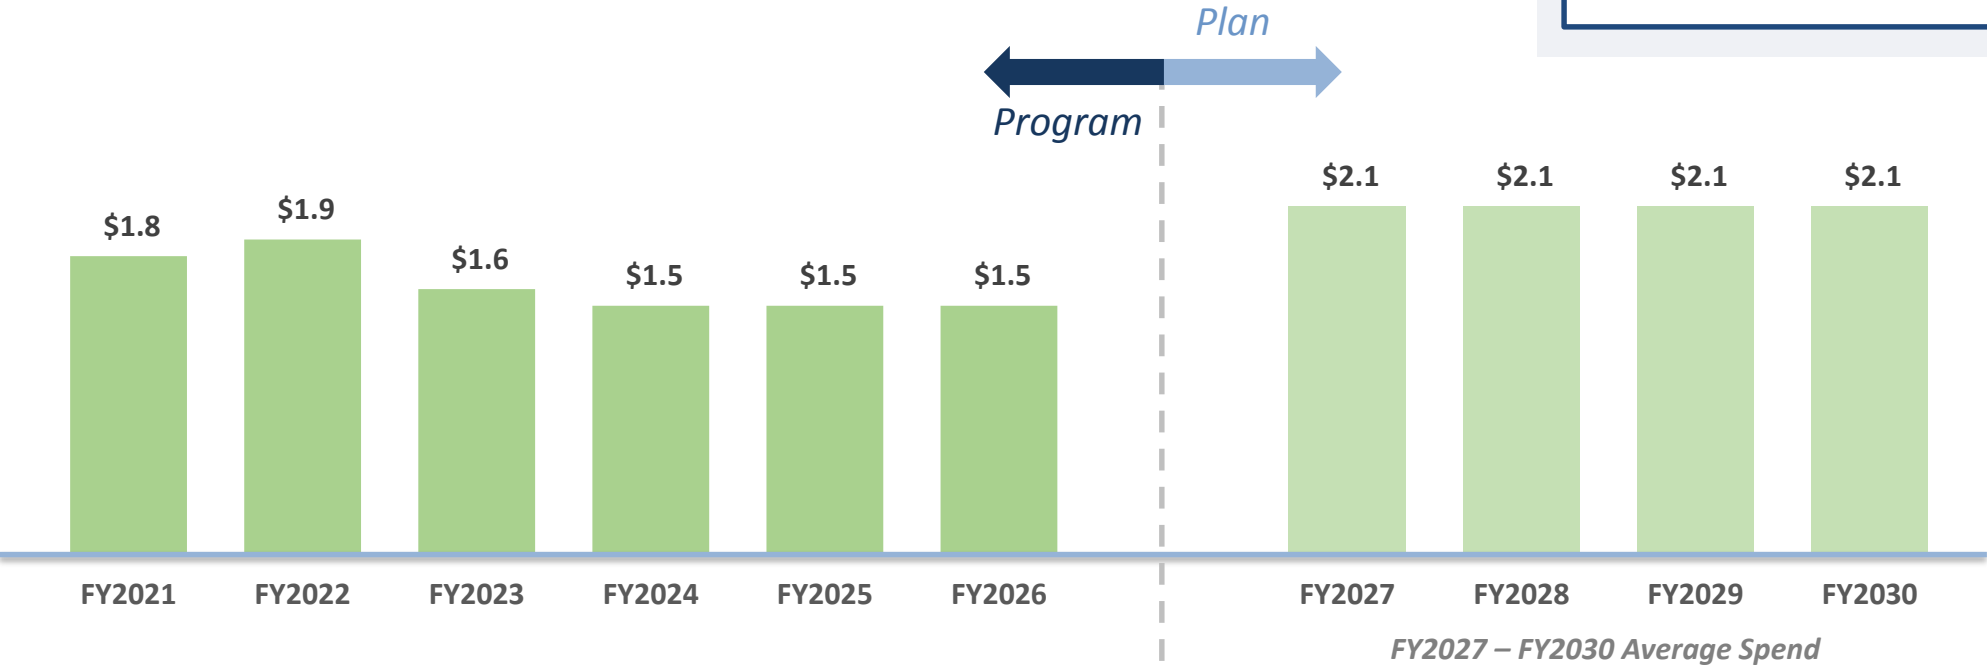 Plan
Program
$1.8
$1.9
$1.6
$1.5
$1.5
$1.5
$2.1
$2.1
$2.1
$2.1
FY2021
FY2022
FY2023
FY2024
FY2025
FY2026
FY2027
FY2028
FY2029
FY2030
FY2027 – FY2030 Average Spend